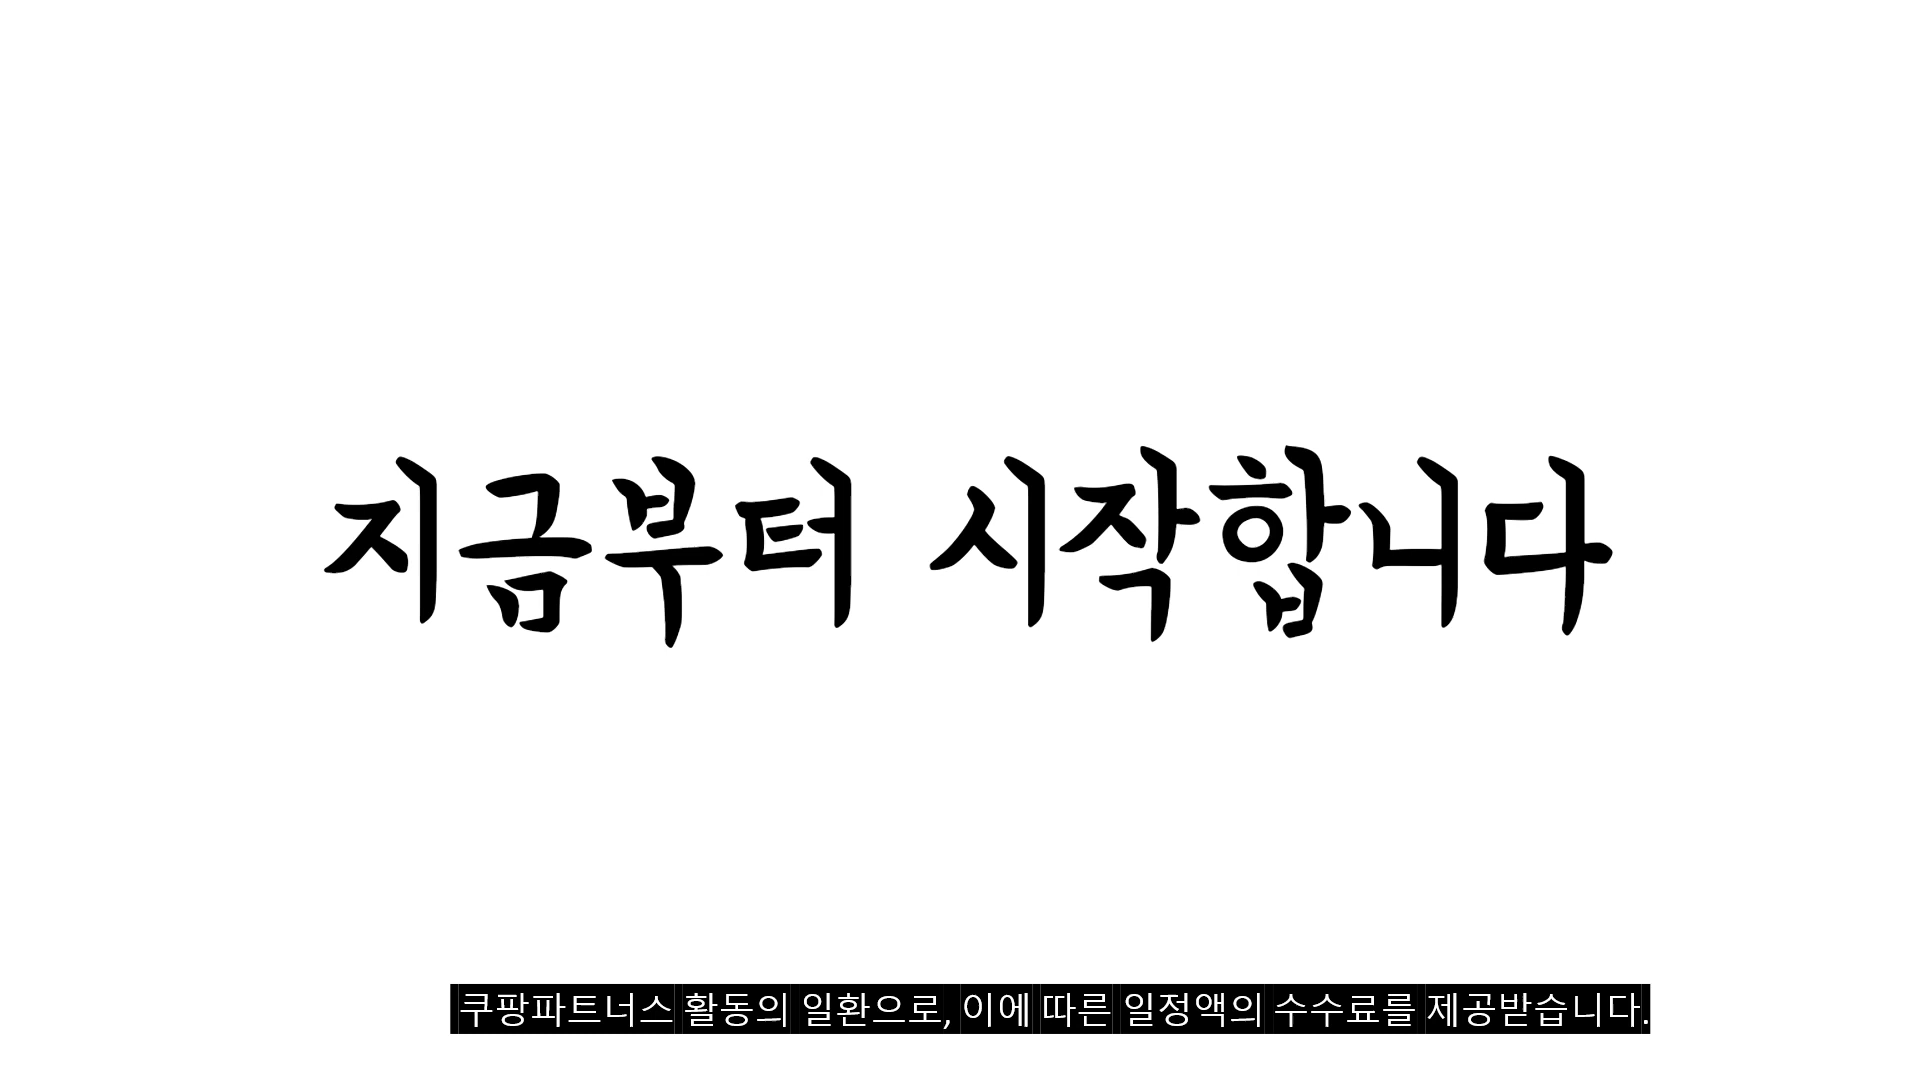 지금부터 시작합니다
쿠팡파트너스 활동의 일환으로, 이에 따른 일정액의 수수료를 제공받습니다.